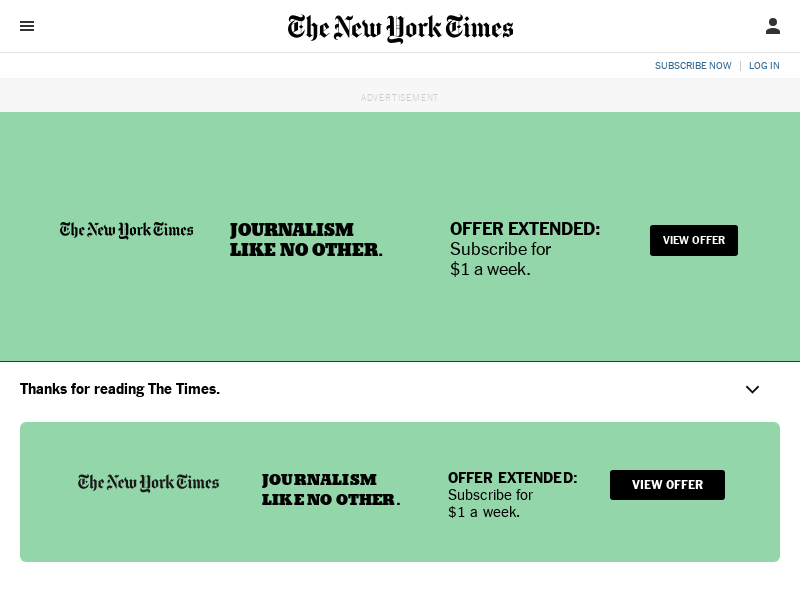 The New York Times
SUBSCRIBE NOW | LOG IN
ADVERTISEMENT
The New York Times
JOURNALISM
LIKE NO OTHER.
OFFER EXTENDED:
Subscribe for
$1 a week.
VIEW OFFER
Thanks for reading The Times.
The New York Times
JOURNALISM
LIKE NO OTHER.
OFFER EXTENDED:
Subscribe for
$1 a week.
VIEW OFFER